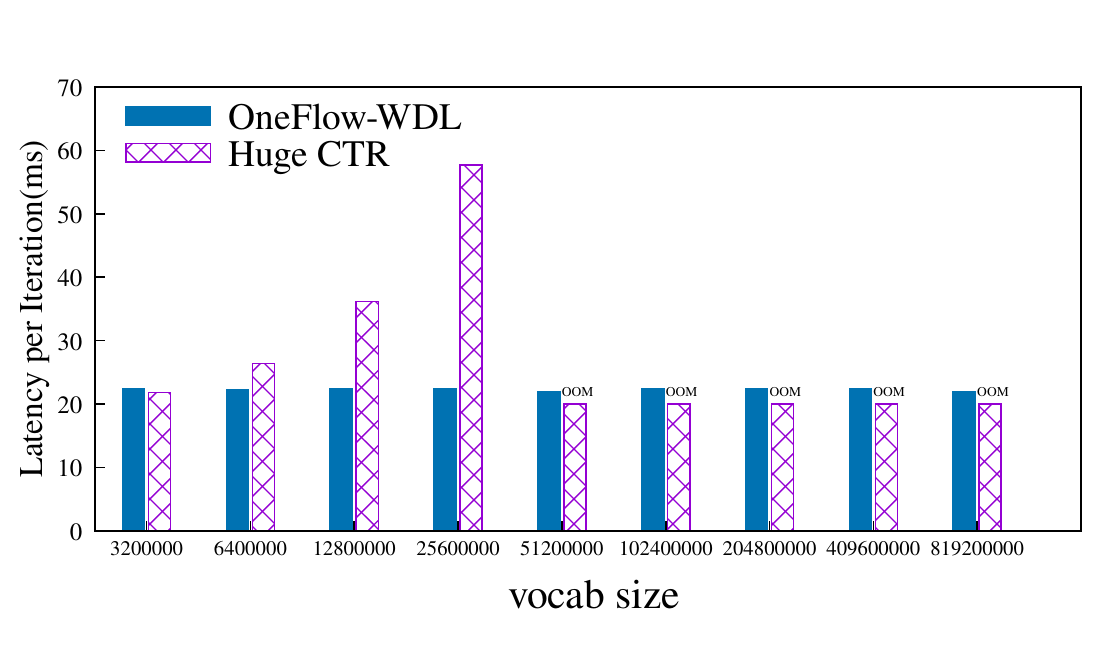 70
60
50
40
30
20
10
0
Latency per Iteration(ms)
OneFlow-WDL
Huge CTR
OOM OOM OOM OOM OOM
3200000 6400000 12800000 25600000 51200000 102400000 204800000 409600000 819200000
vocab size